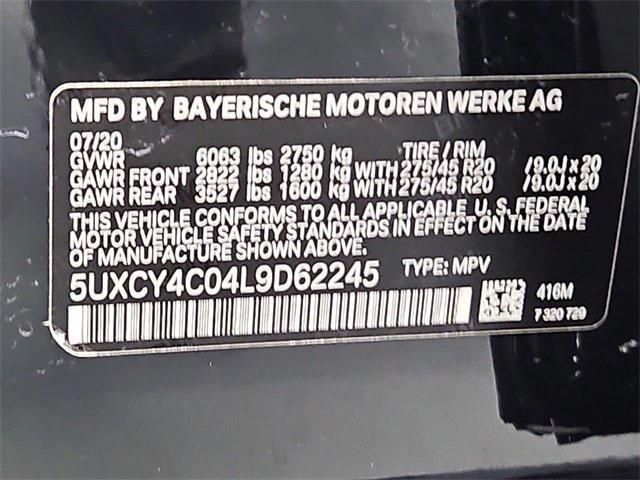 MFD BY BAYERISCHE MOTOREN WERKE AG
07/20
GVWR 6063 lbs 2750 kg TIRE / RIM
GAWR FRONT 2822 lbs 1280 kg WITH 275/45 R20 /9.0J x 20
GAWR REAR 3527 lbs 1600 kg WITH 275/45 R20 /9.0J x 20
THIS VEHICLE CONFORMS TO ALL APPLICABLE U.S. FEDERAL
MOTOR VEHICLE SAFETY STANDARDS IN EFFECT ON THE DATE
OF MANUFACTURE SHOWN ABOVE.
5UXCY4C04L9D62245 TYPE: MPV
416M
7 320 720